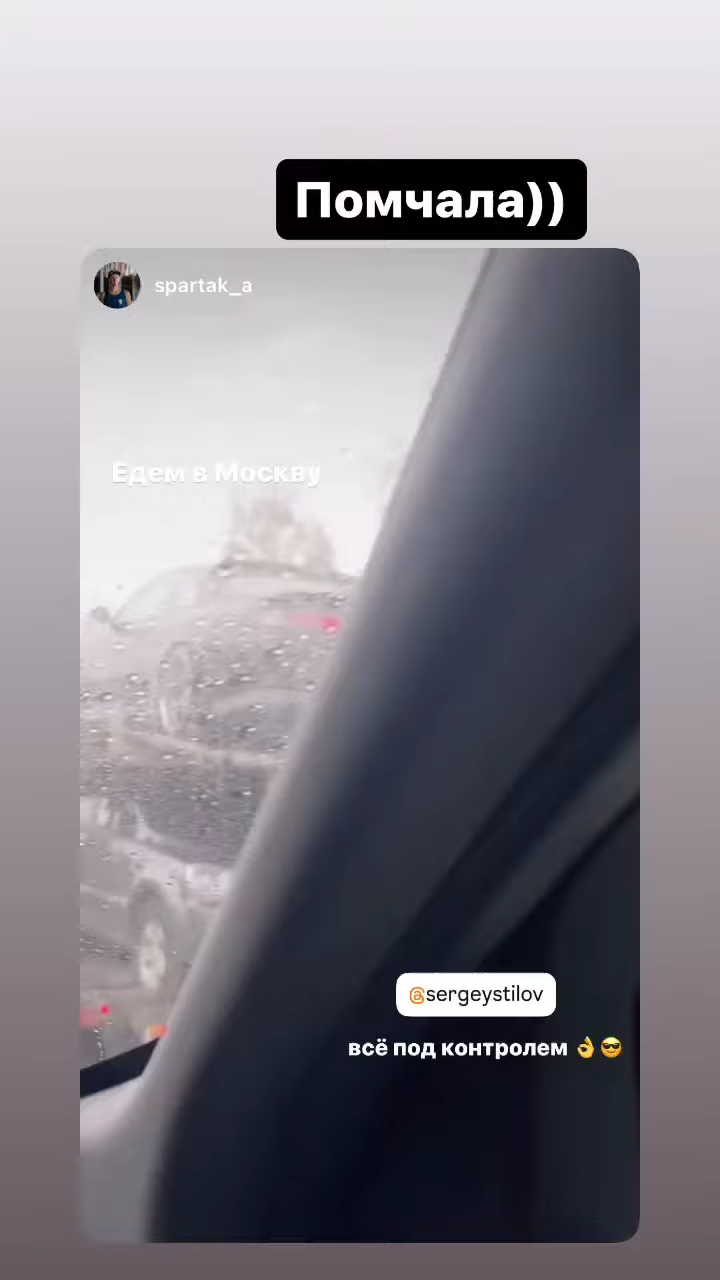 Помчала))
spartak_a
Едем в Москву
@sergeystilov
всё под контролем 👌😎